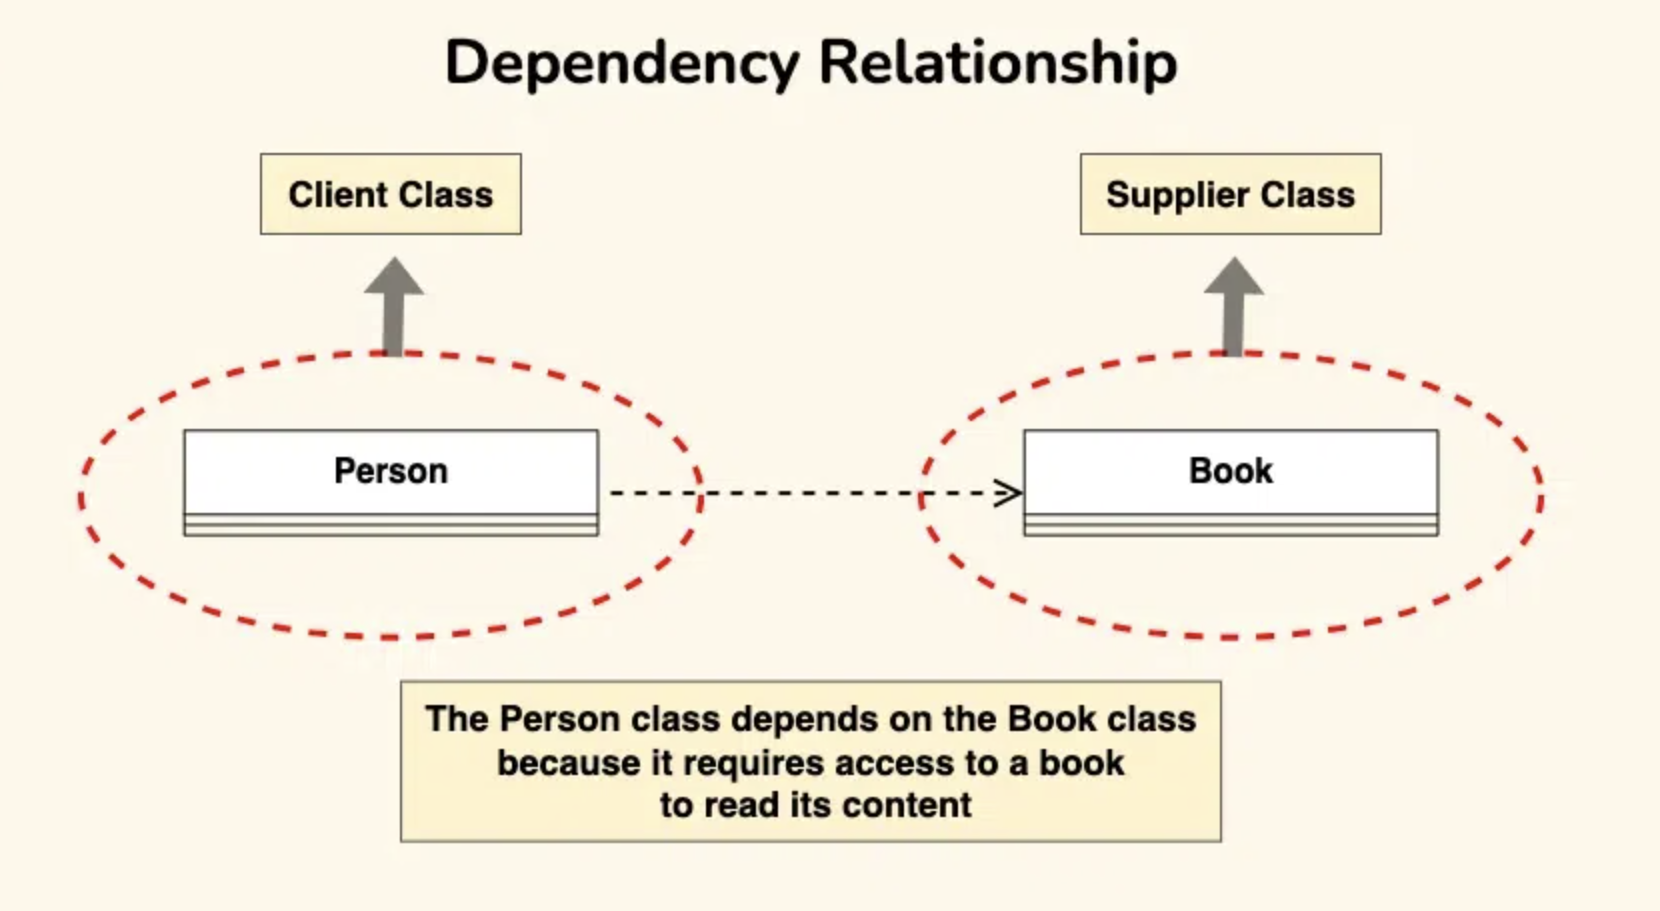 Dependency Relationship
Client Class
Supplier Class
Person
Book
The Person class depends on the Book class
because it requires access to a book
to read its content